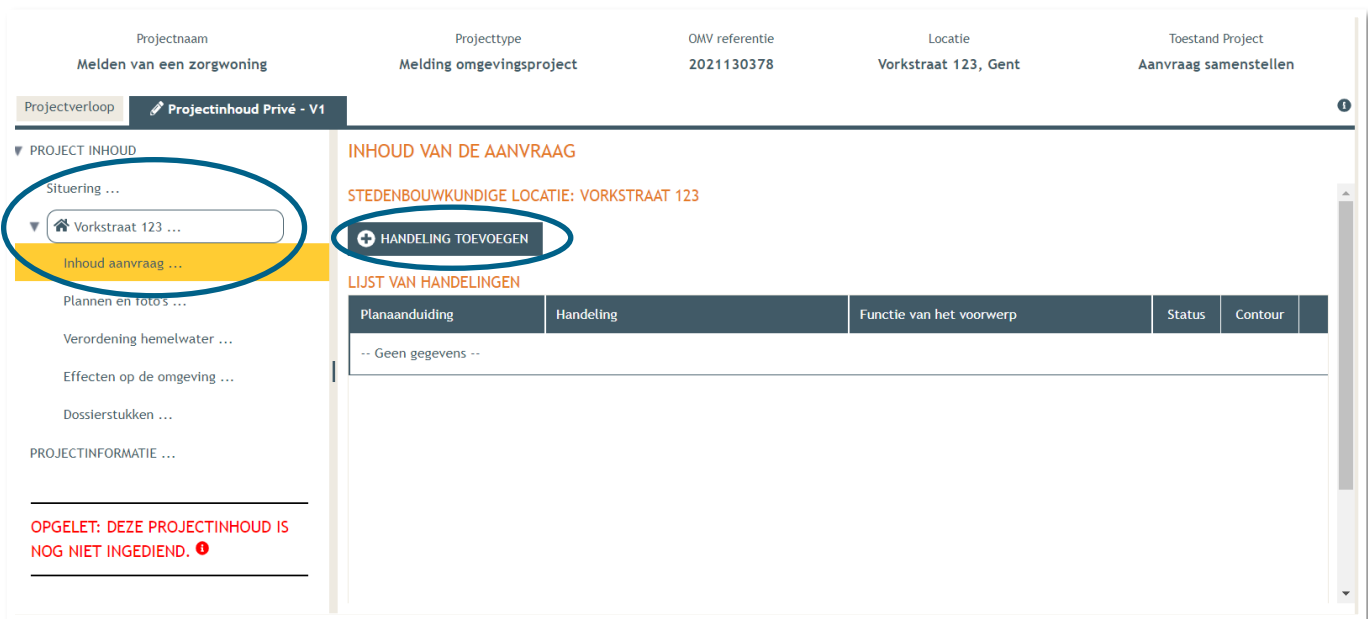 Projectnaam
Projecttype
OMV referentie
Locatie
Toestand Project
Melden van een zorgwoning
Melding omgevingsproject
2021130378
Vorkstraat 123, Gent
Aanvraag samenstellen
Projectverloop
Projectinhoud Privé - V1
PROJECT INHOUD
Situering ...
Vorkstraat 123 ...
Inhoud aanvraag ...
Plannen en foto's ...
Verordening hemelwater ...
Effecten op de omgeving ...
Dossierstukken ...
PROJECTINFORMATIE ...
OPGELET: DEZE PROJECTINHOUD IS
NOG NIET INGEDIEND.
INHOUD VAN DE AANVRAAG
STEDENBOUWKUNDIGE LOCATIE: VORKSTRAAT 123
HANDELING TOEVOEGEN
LIJST VAN HANDELINGEN
Planaanduiding
Handeling
Functie van het voorwerp
Status
Contour
-- Geen gegevens --